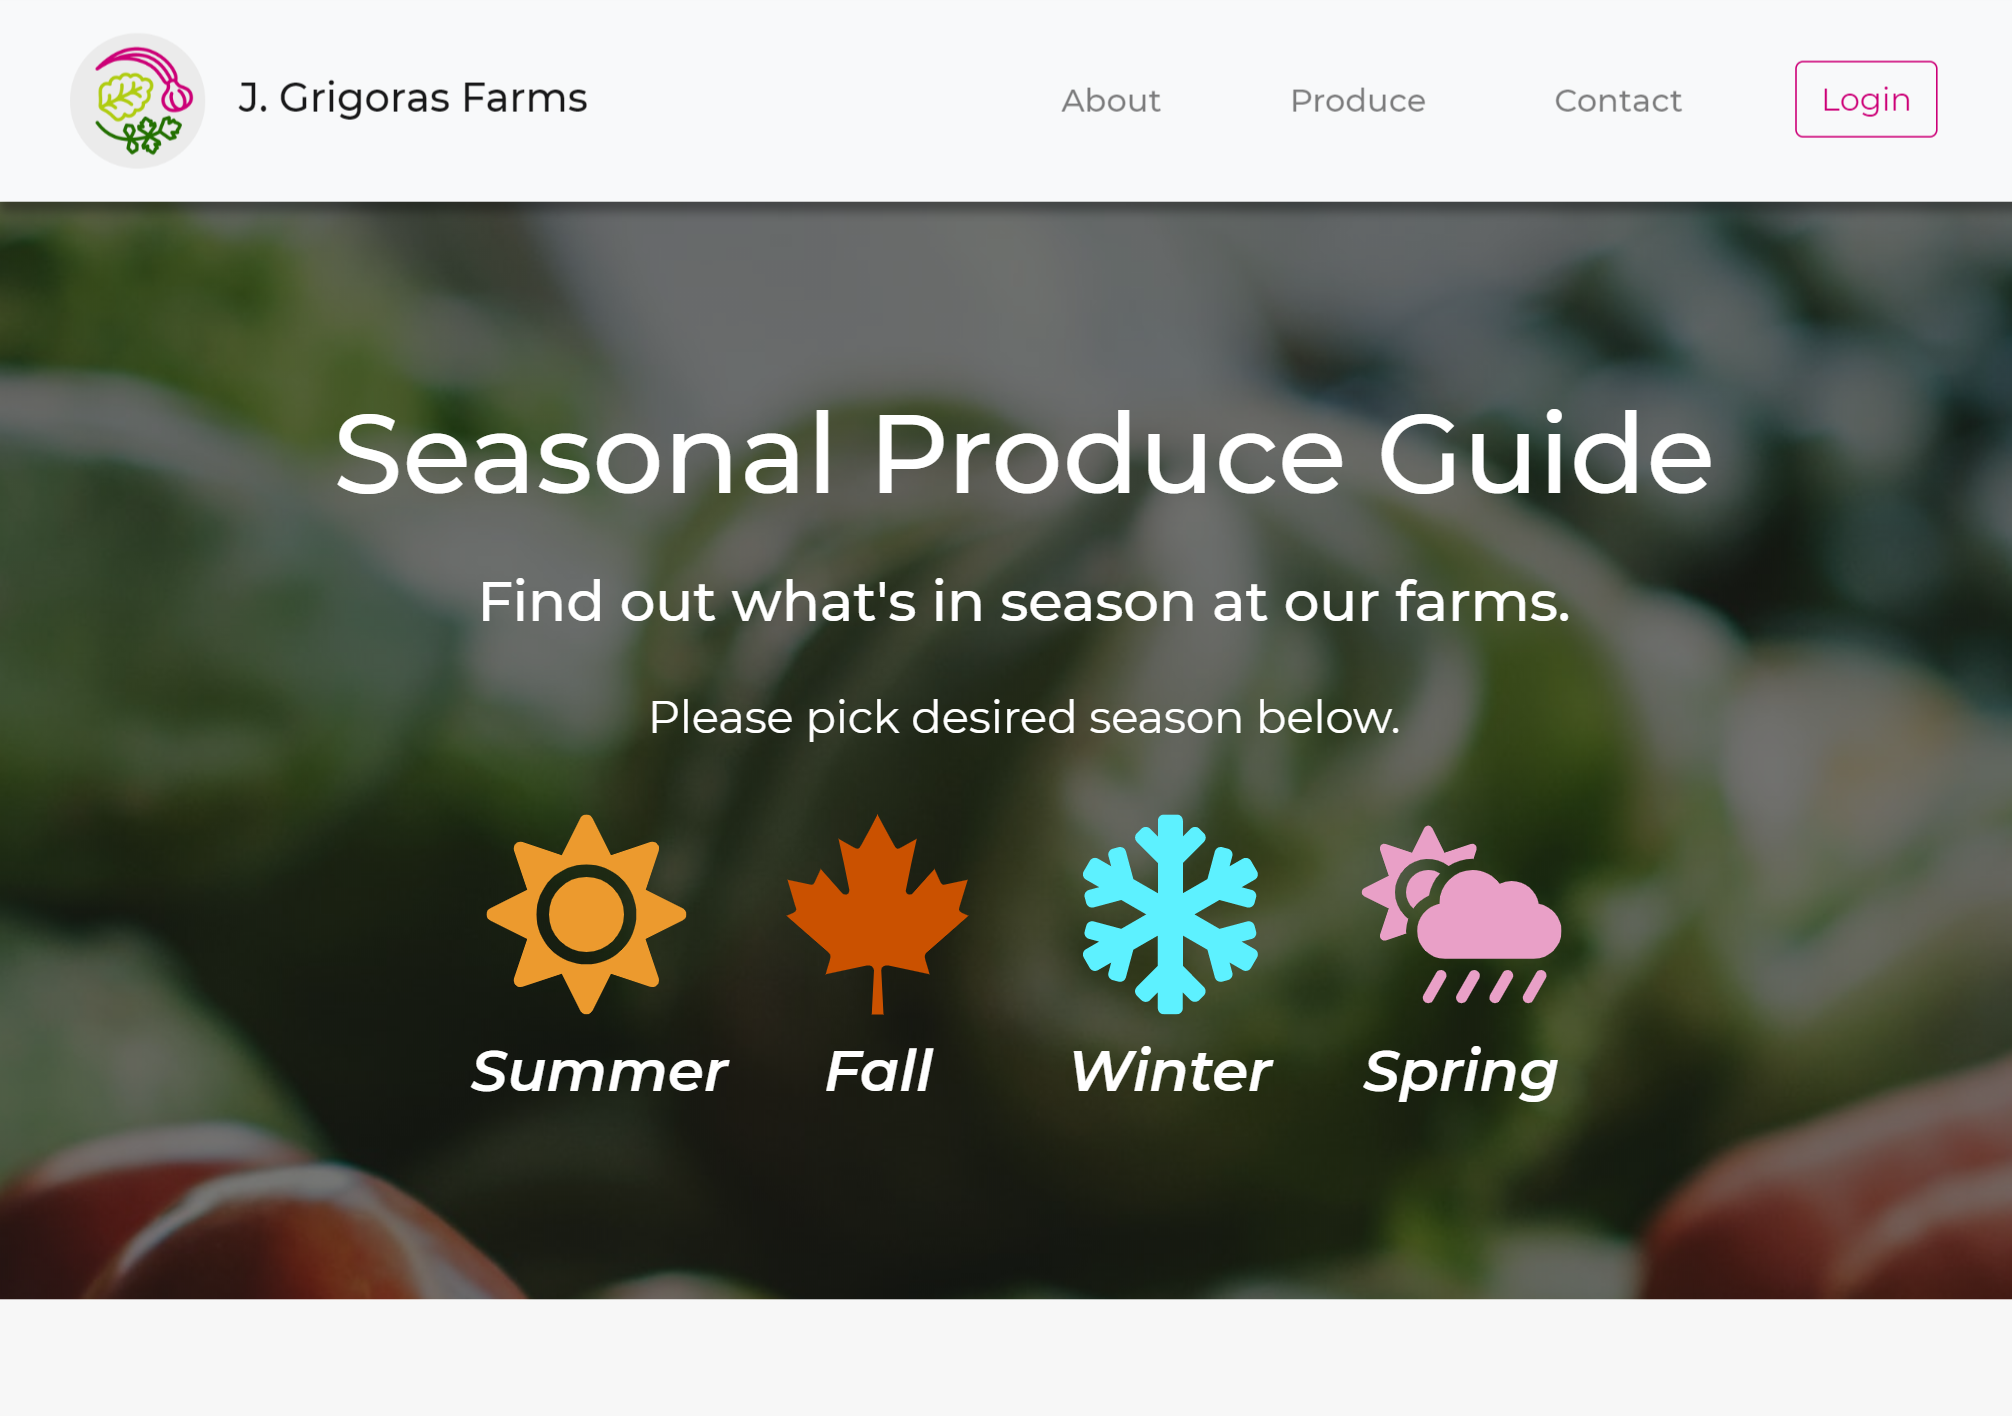 J. Grigoras Farms
About
Produce
Contact
Login
Seasonal Produce Guide
Find out what's in season at our farms.
Please pick desired season below.
Summer
Fall
Winter
Spring